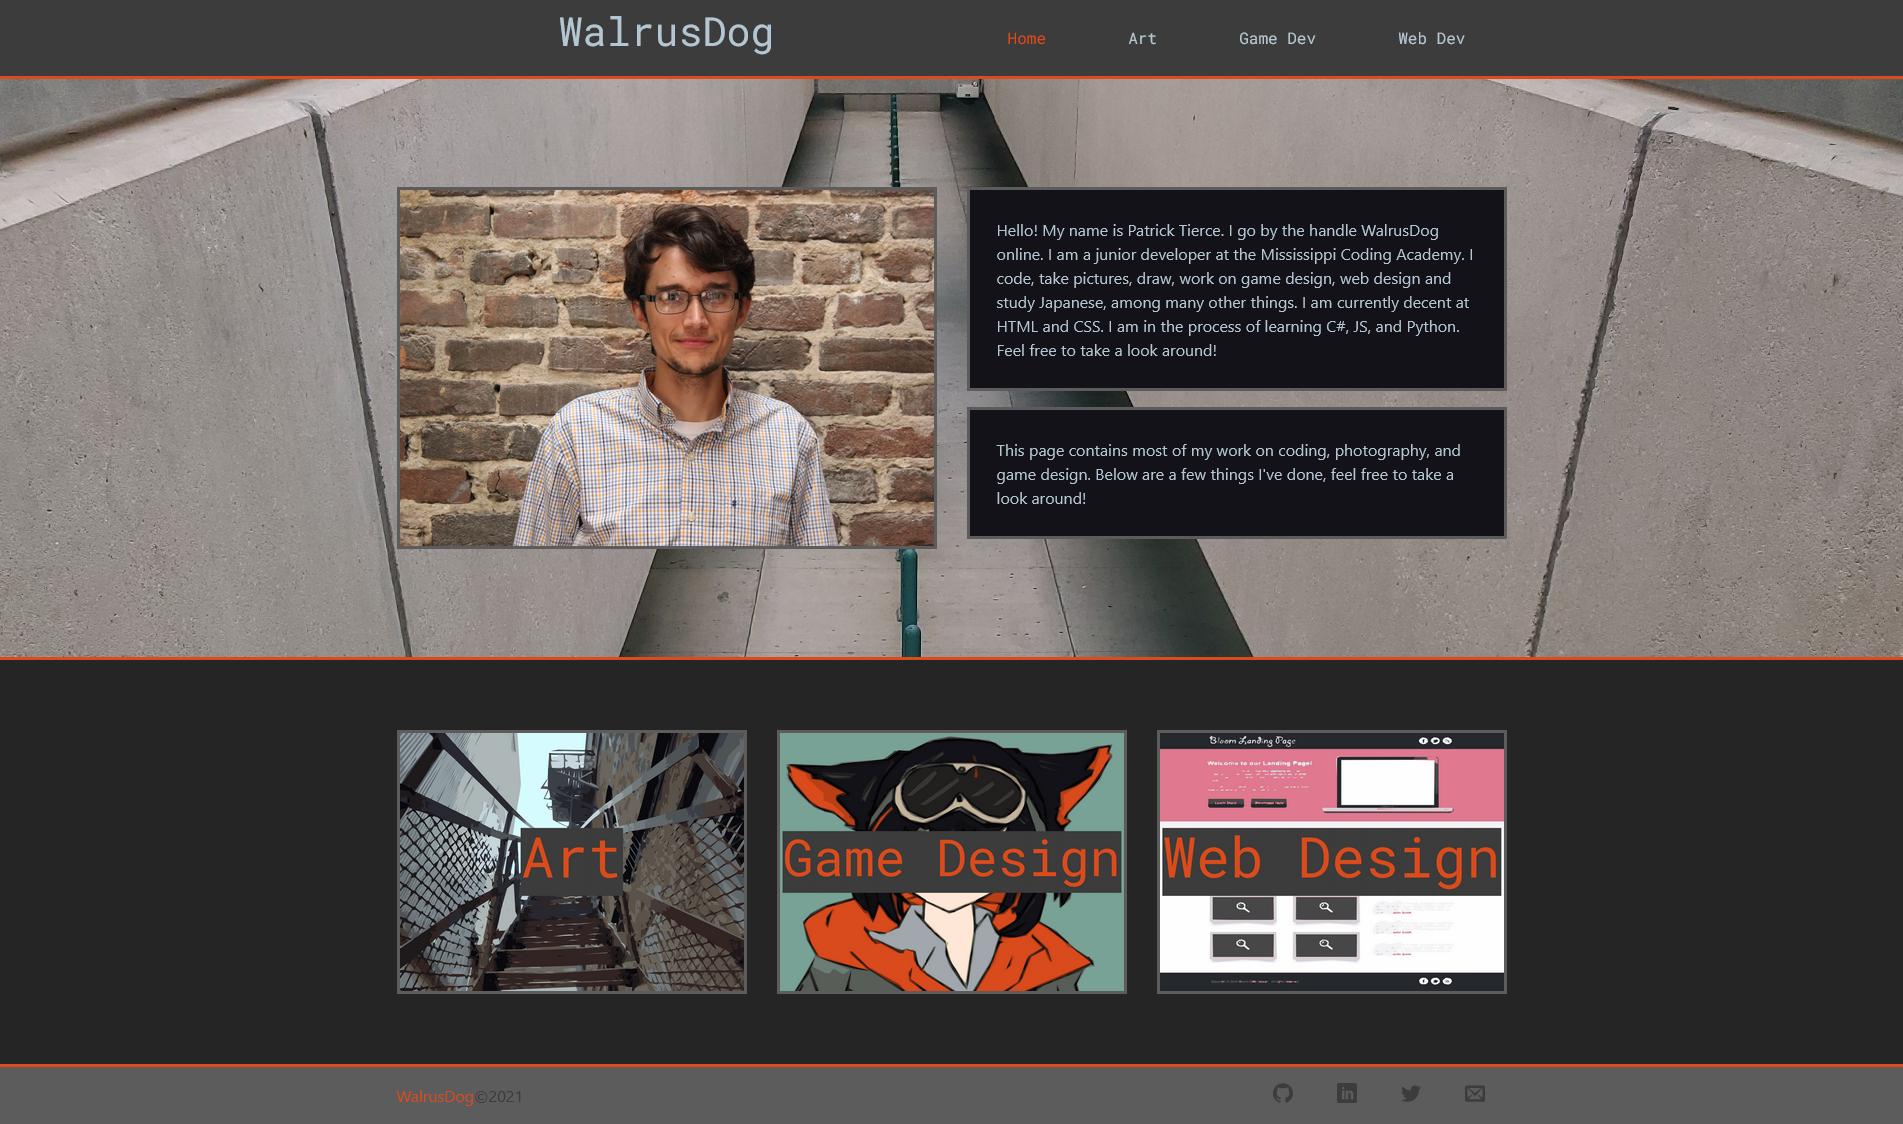 WalrusDog
Home Art Game Dev Web Dev
Hello! My name is Patrick Tierce. I go by the handle WalrusDog
online. I am a junior developer at the Mississippi Coding Academy. I
code, take pictures, draw, work on game design, web design and
study Japanese, among many other things. I am currently decent at
HTML and CSS. I am in the process of learning C#, JS, and Python.
Feel free to take a look around!
This page contains most of my work on coding, photography, and
game design. Below are a few things I've done, feel free to take a
look around!
Art
Game Design
Bloom Landing Page
Welcome to our Landing Page!
Web Design
WalrusDog©2021